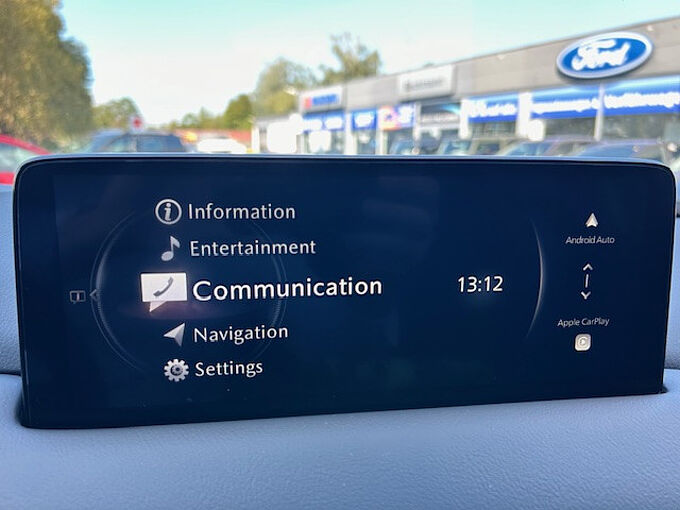 Ford
Information
Entertainment
Communication
13:12
Navigation
Settings
Android Auto
Apple CarPlay